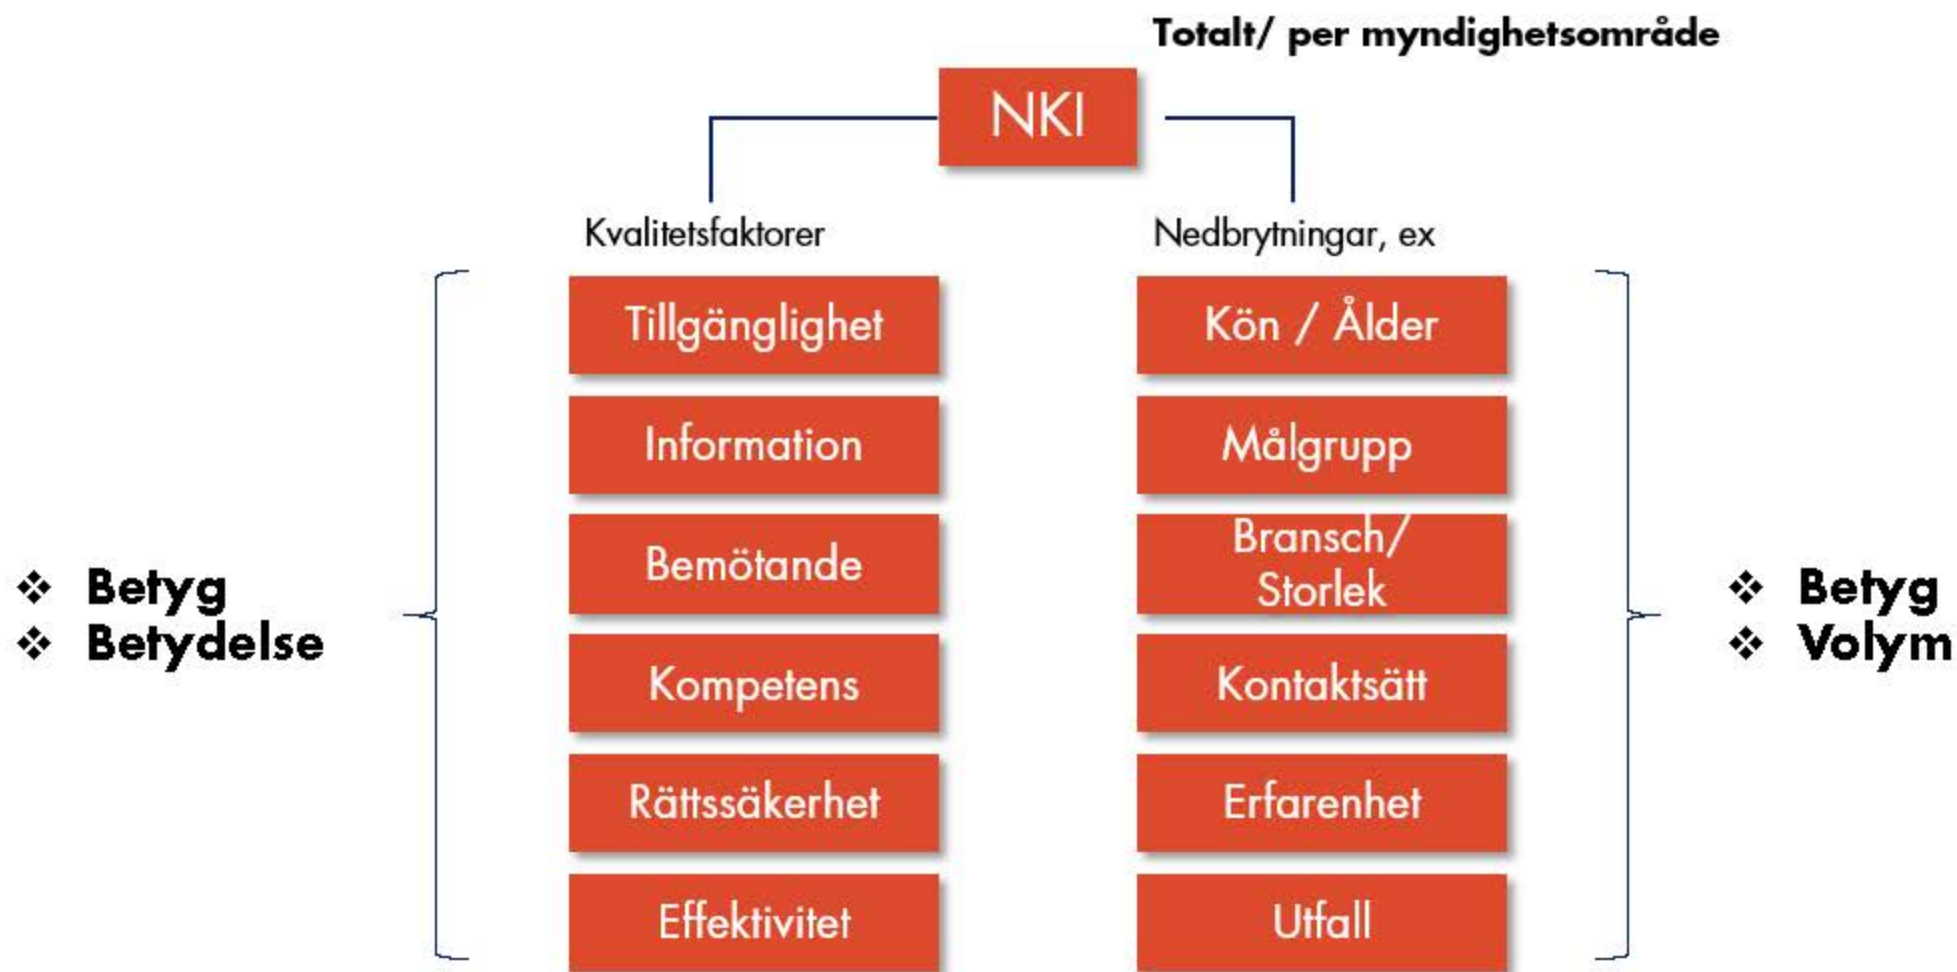 Totalt/ per myndighetsområde
NKI
Kvalitetsfaktorer
Tillgänglighet
Information
Bemötande
Kompetens
Rättssäkerhet
Effektivitet
❖ Betyg
❖ Betydelse
Nedbrytningar, ex
Kön / Ålder
Målgrupp
Bransch/
Storlek
Kontaktsätt
Erfarenhet
Utfall
❖ Betyg
❖ Volym